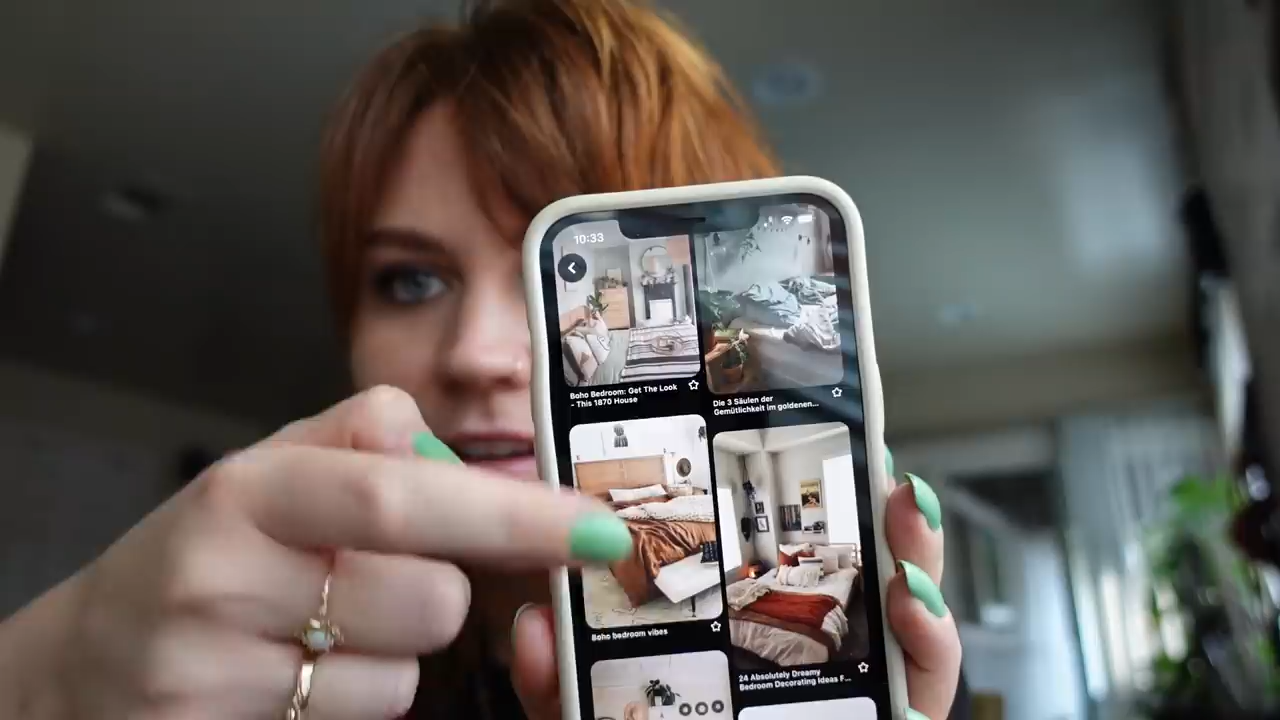 10:33
Boho Bedroom: Get The Look
- This 1870 House
Die 3 Säulen der
Gemütlichkeit im goldenen...
Boho bedroom vibes
24 Absolutely Dreamy
Bedroom Decorating Ideas F...